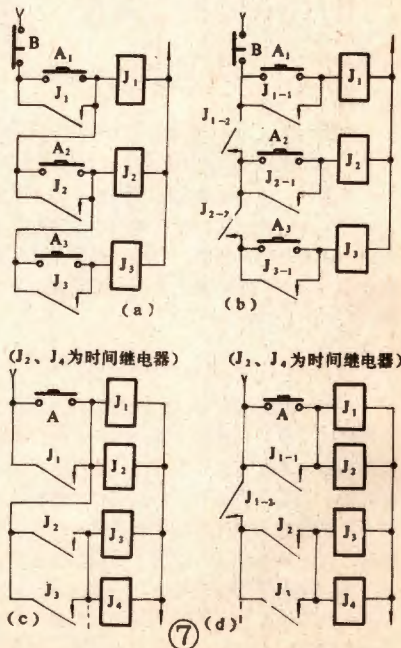 B A₁ J₁
J₁
A₂ J₂
J₂
A₃ J₃
J₃
(a)
B A₁ J₁
J₁₋₁
J₁₋₂ A₂ J₂
J₂₋₁
J₂₋₂ A₃ J₃
J₃₋₁
(b)
(J₂、J₄为时间继电器)
A J₁
J₁ J₂
J₂ J₃
J₃ J₄
(c)
(J₂、J₄为时间继电器)
A J₁
J₁₋₁ J₂
J₁₋₂ J₂ J₃
J₃ J₄
(d)
⑦